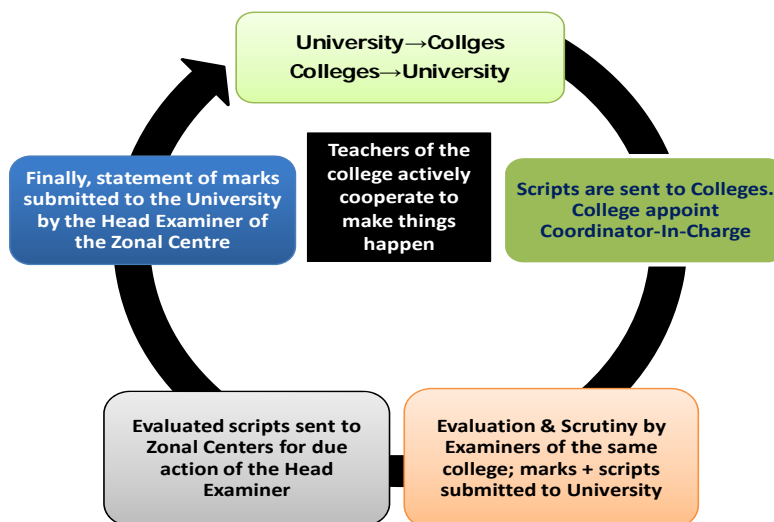 University→Collges
Colleges→University
Teachers of the
college actively
cooperate to
make things
happen
Scripts are sent to Colleges.
College appoint
Coordinator-In-Charge
Evaluation & Scrutiny by
Examiners of the same
college; marks + scripts
submitted to University
Evaluated scripts sent to
Zonal Centers for due
action of the Head
Examiner
Finally, statement of marks
submitted to the University
by the Head Examiner of
the Zonal Centre